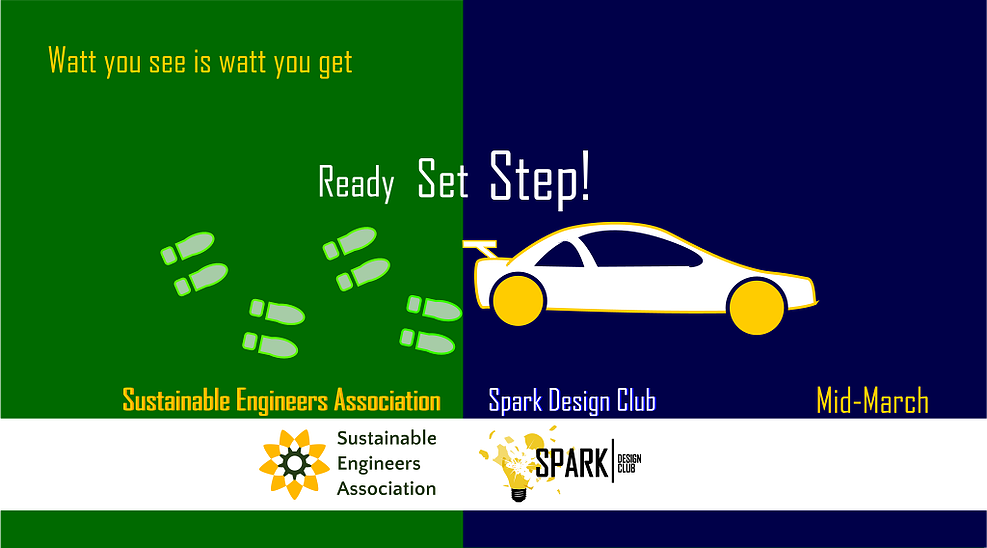 Watt you see is watt you get
Ready Set Step!
Sustainable Engineers Association
Spark Design Club
Mid-March
Sustainable
Engineers
Association
SPARK
DESIGN
CLUB